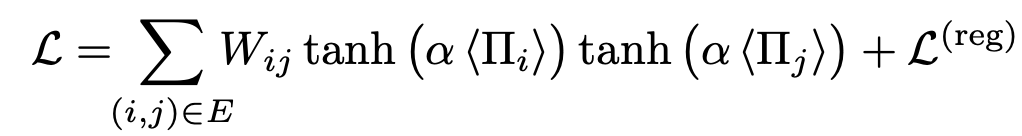 ℒ = ∑_{(i,j)∈E} W_{ij} tanh (α ⟨Π_i⟩) tanh (α ⟨Π_j⟩) + ℒ^{(reg)}